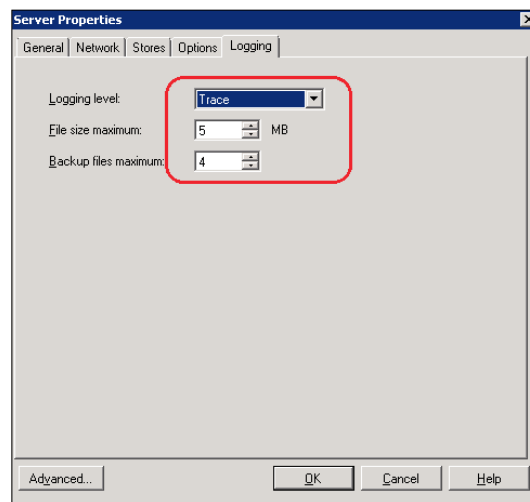 Server Properties
General Network Stores Options Logging
Logging level: Trace
File size maximum: 5 MB
Backup files maximum: 4
Advanced... OK Cancel Help